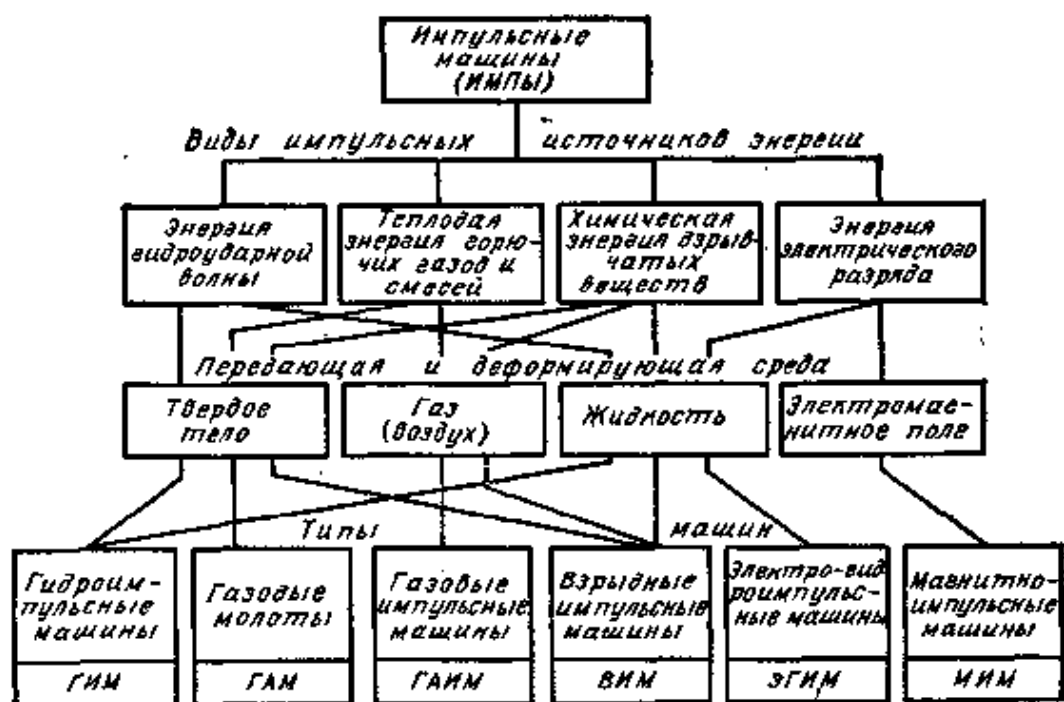 Импульсные
машины
(ИМПЫ)
Виды импульсных источников энергии
Энергия
гидроударной
волны
Тепловая
энергия горю-
чих газов и
смесей
Химическая
энергия взрыв-
чатых
веществ
Энергия
электрического
разряда
Передающая и деформирующая среда
Твердое
тело
Газ
(воздух)
Жидкость
Электромаг-
нитное поле
Типы машин
Гидроим-
пульсные
машины
ГИМ
Газовые
молоты
ГАМ
Газовые
импульсные
машины
ГАИМ
Взрывные
импульсные
машины
ВИМ
Электро-гид
роимпульс-
ные машины
ЭГИМ
Магнитно-
импульсные
машины
МИМ